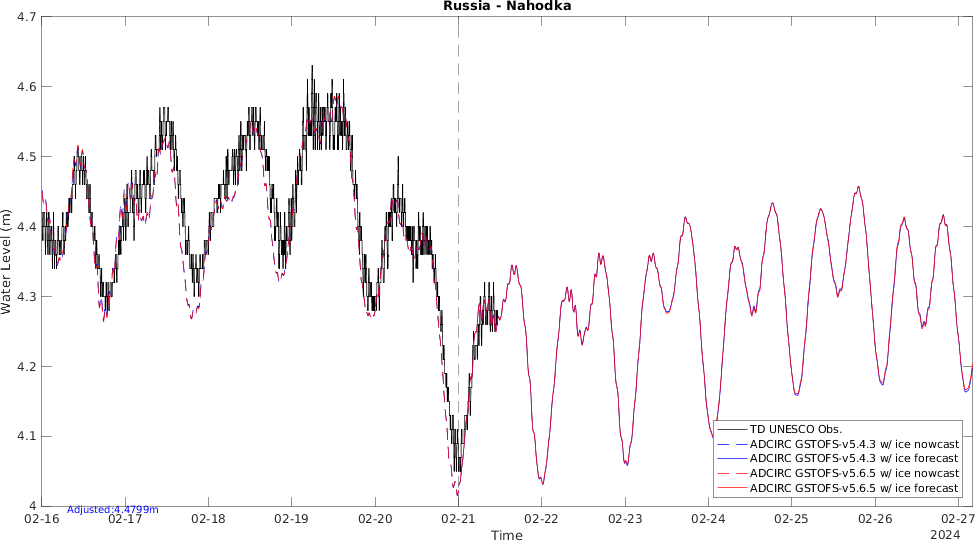 Russia - Nahodka
4.7
4.6
4.5
4.4
4.3
4.2
4.1
4
Water Level (m)
TD UNESCO Obs.
ADCIRC GSTOFS-v5.4.3 w/ ice nowcast
ADCIRC GSTOFS-v5.4.3 w/ ice forecast
ADCIRC GSTOFS-v5.6.5 w/ ice nowcast
ADCIRC GSTOFS-v5.6.5 w/ ice forecast
Adjusted:4.4799m
02-16 02-17 02-18 02-19 02-20 02-21 02-22 02-23 02-24 02-25 02-26 02-27
Time 2024